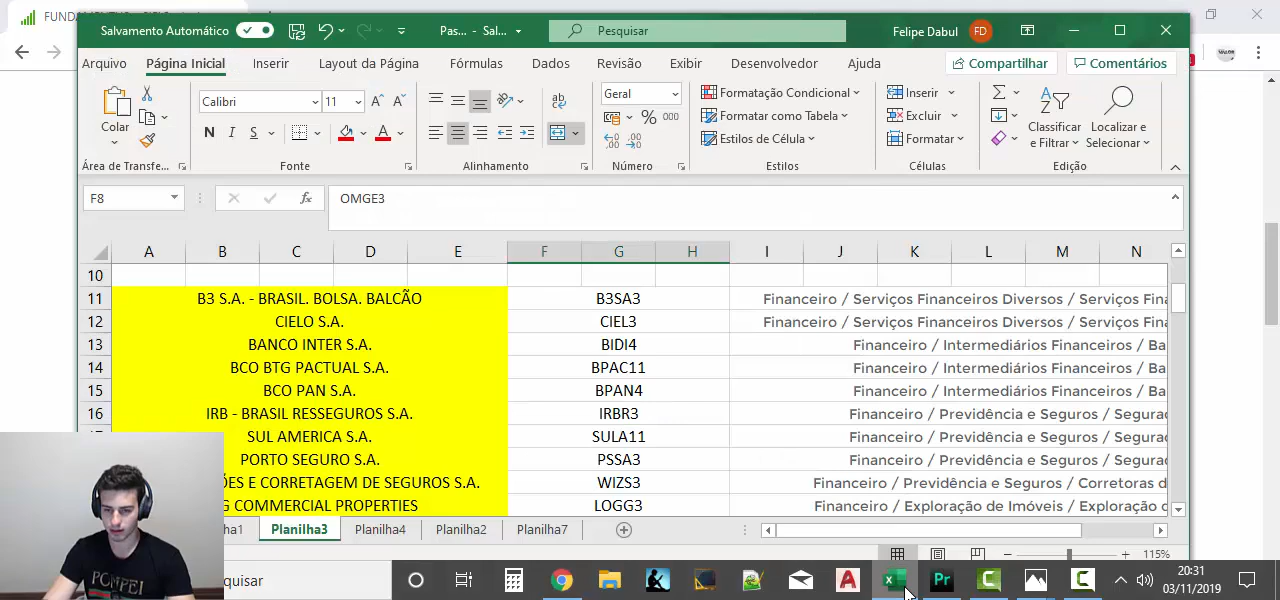 FUNDAMENT
Salvamento Automático
Pas... - Sal...
Pesquisar
Felipe Dabul
FD
Arquivo Página Inicial Inserir Layout da Página Fórmulas Dados Revisão Exibir Desenvolvedor Ajuda Compartilhar Comentários
Colar
Calibri 11
Geral
Formatação Condicional
Inserir
Formatar como Tabela
Excluir
Classificar e Filtrar
Localizar e Selecionar
N I S
% 000
Estilos de Célula
Formatar
Área de Transfe... Fonte Alinhamento Número Estilos Células Edição
F8 fx OMGE3
A B C D E F G H I J K L M N
10
11 B3 S.A. - BRASIL. BOLSA. BALCÃO B3SA3 Financeiro / Serviços Financeiros Diversos / Serviços Fina
12 CIELO S.A. CIEL3 Financeiro / Serviços Financeiros Diversos / Serviços Fina
13 BANCO INTER S.A. BIDI4 Financeiro / Intermediários Financeiros / Ba
14 BCO BTG PACTUAL S.A. BPAC11 Financeiro / Intermediários Financeiros / Ba
15 BCO PAN S.A. BPAN4 Financeiro / Intermediários Financeiros / Ba
16 IRB - BRASIL RESSEGUROS S.A. IRBR3 Financeiro / Previdência e Seguros / Segurad
SUL AMERICA S.A. SULA11 Financeiro / Previdência e Seguros / Segurad
PORTO SEGURO S.A. PSSA3 Financeiro / Previdência e Seguros / Segurad
ÕES E CORRETAGEM DE SEGUROS S.A. WIZS3 Financeiro / Previdência e Seguros / Corretoras d
G COMMERCIAL PROPERTIES LOGG3 Financeiro / Exploração de Imóveis / Exploração d
ha1 Planilha3 Planilha4 Planilha2 Planilha7
115%
quisar
Pr
20:31
03/11/2019
POMPEI